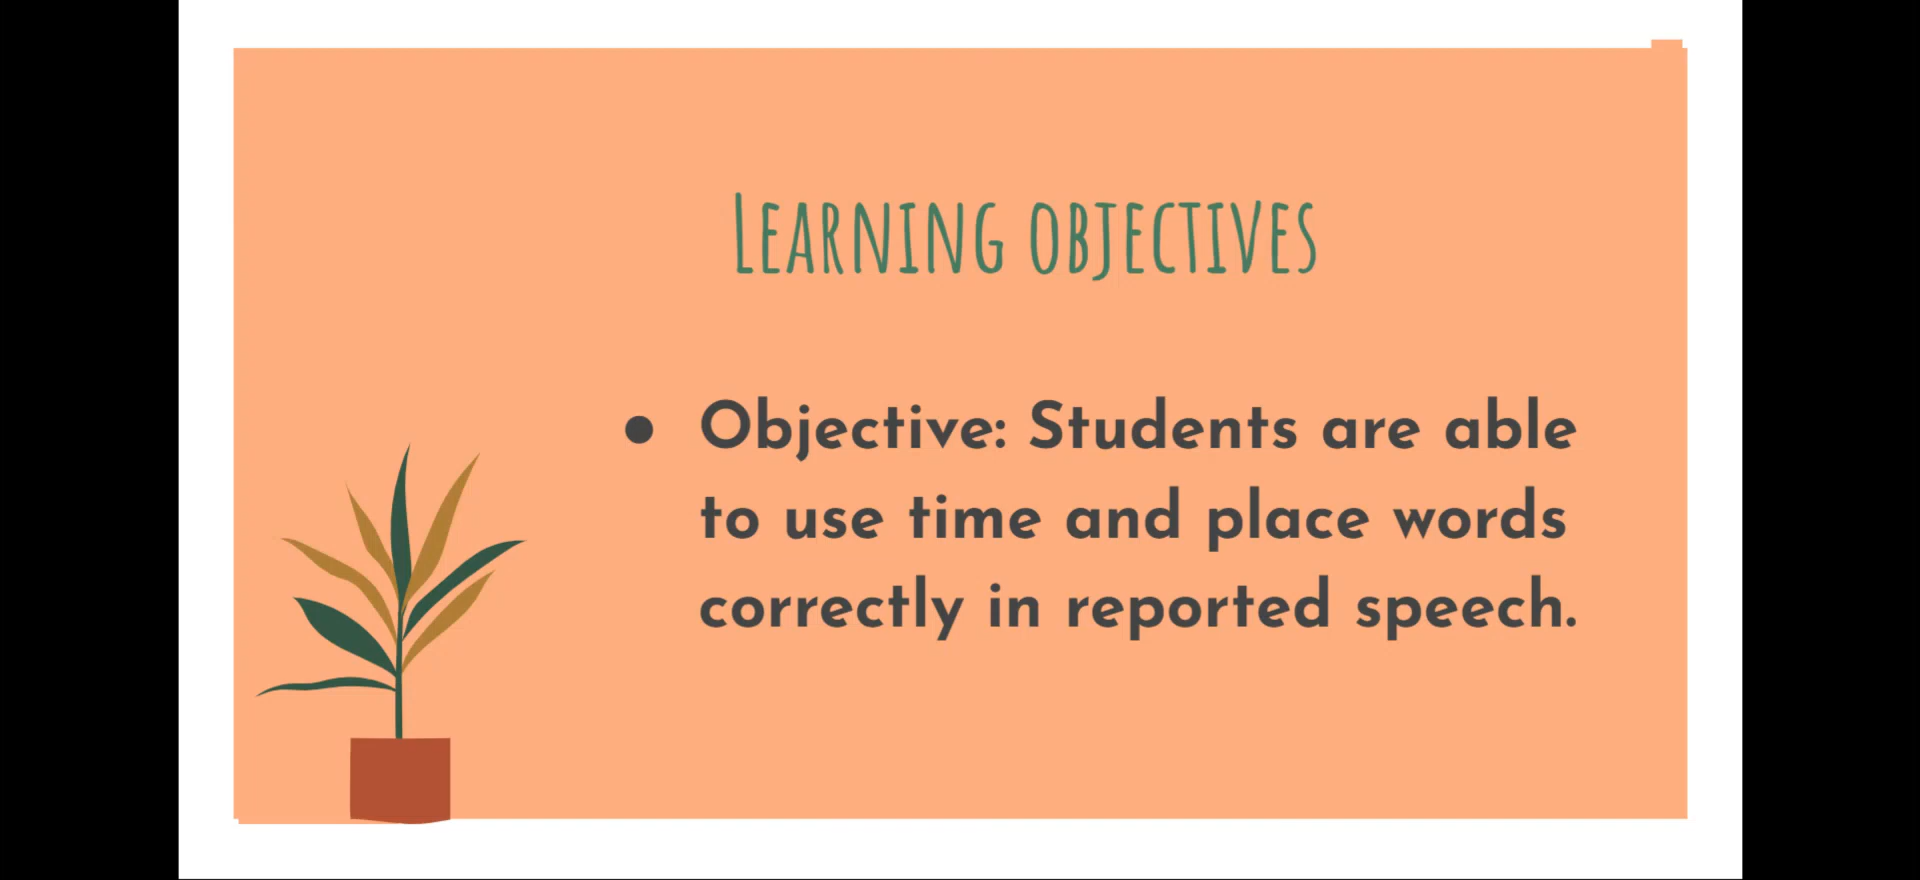 Learning objectives
● Objective: Students are able
to use time and place words
correctly in reported speech.